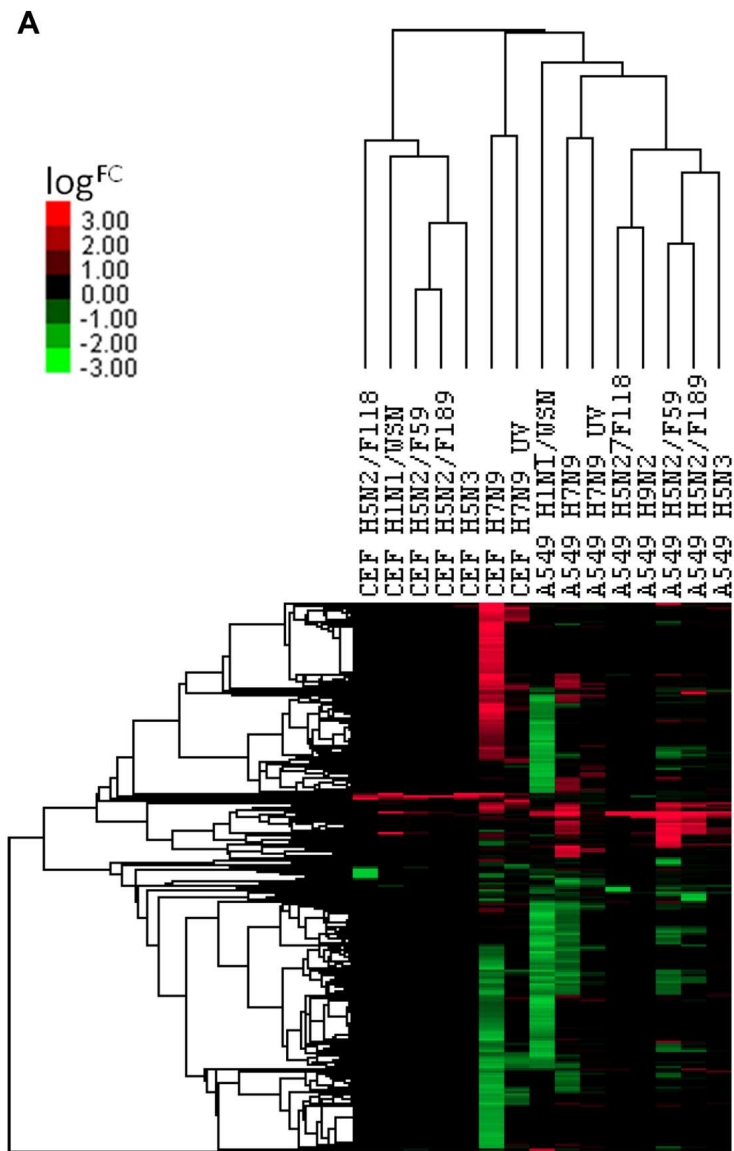 A
logFC
3.00
2.00
1.00
0.00
-1.00
-2.00
-3.00
CEF H5N2/F118
CEF H1N1/WSN
CEF H5N2/F59
CEF H5N2/F189
CEF H5N3
CEF H7N9
CEF H7N9 UV
A549 H1N1/WSN
A549 H7N9
A549 H7N9 UV
A549 H5N2/F118
A549 H9N2
A549 H5N2/F59
A549 H5N2/F189
A549 H5N3